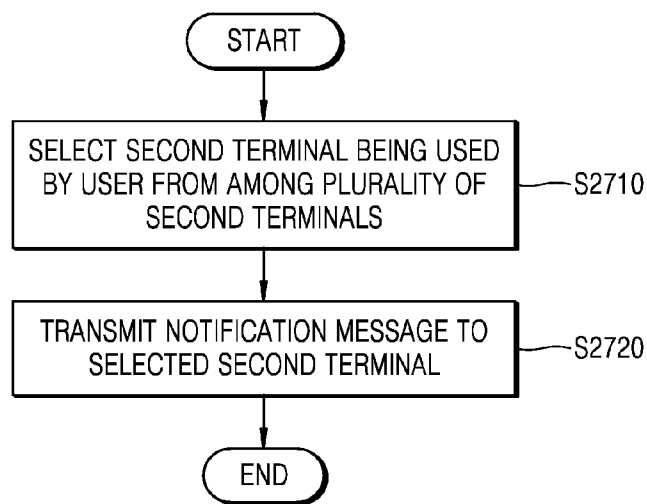 START
SELECT SECOND TERMINAL BEING USED
BY USER FROM AMONG PLURALITY OF
SECOND TERMINALS
S2710
TRANSMIT NOTIFICATION MESSAGE TO
SELECTED SECOND TERMINAL
S2720
END